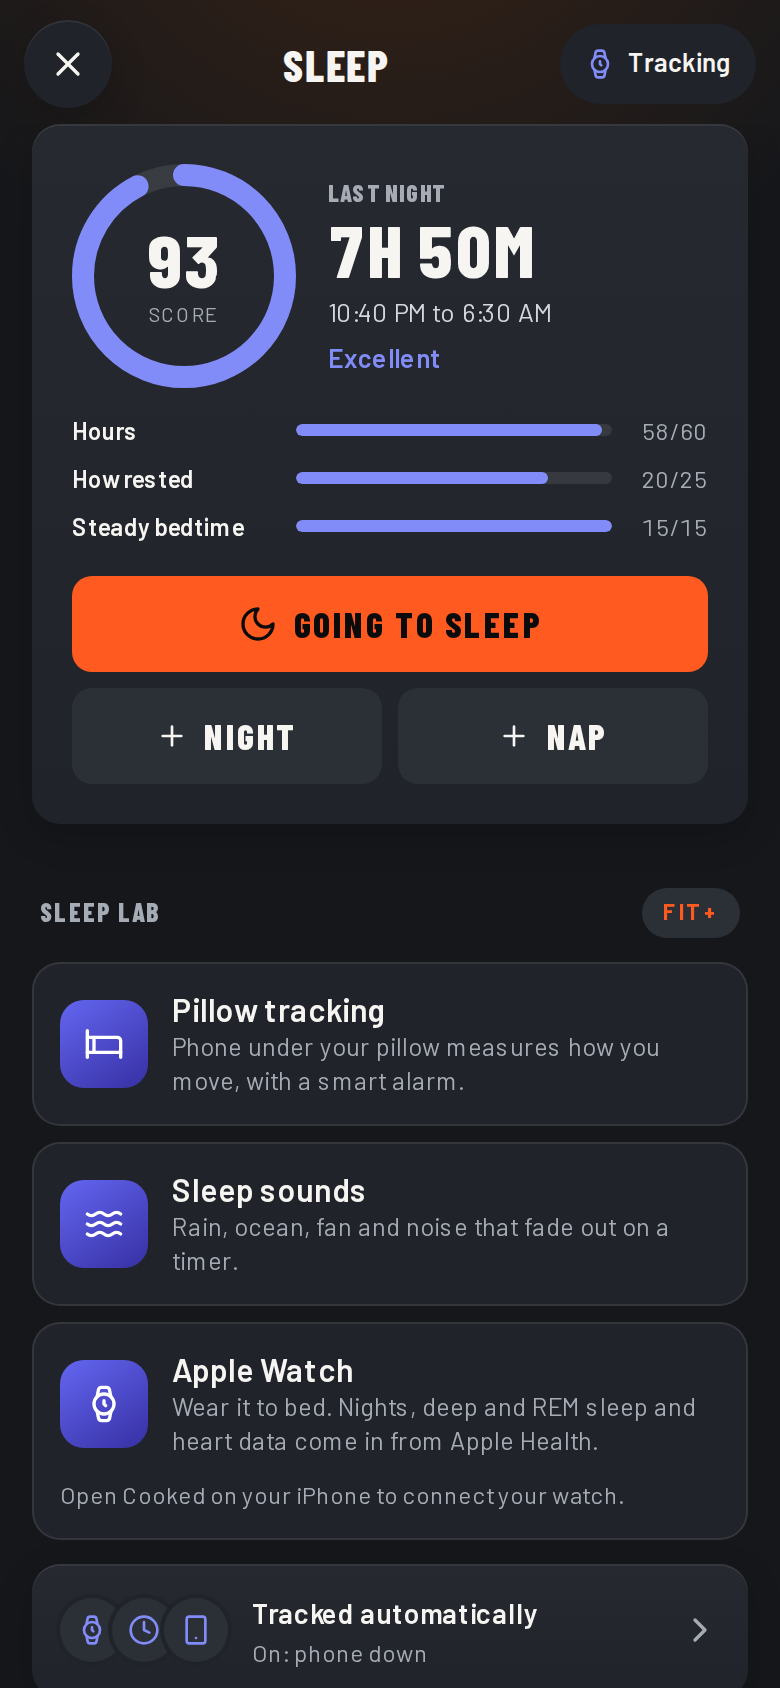 SLEEP
Tracking
93
SCORE
LAST NIGHT
7H 50M
10:40 PM to 6:30 AM
Excellent
Hours 58/60
How rested 20/25
Steady bedtime 15/15
GOING TO SLEEP
+ NIGHT
+ NAP
SLEEP LAB
FIT+
Pillow tracking
Phone under your pillow measures how you
move, with a smart alarm.
Sleep sounds
Rain, ocean, fan and noise that fade out on a
timer.
Apple Watch
Wear it to bed. Nights, deep and REM sleep and
heart data come in from Apple Health.
Open Cooked on your iPhone to connect your watch.
Tracked automatically
On: phone down